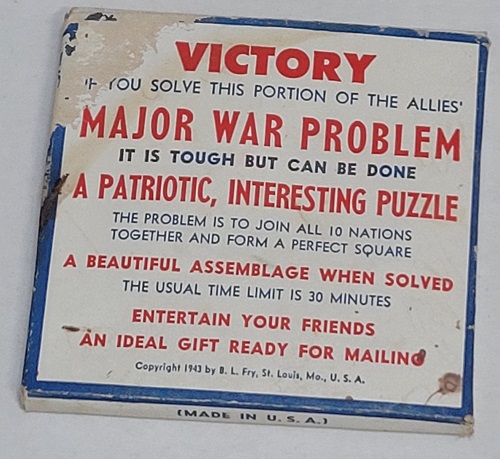 VICTORY
IF YOU SOLVE THIS PORTION OF THE ALLIES'
MAJOR WAR PROBLEM
IT IS TOUGH BUT CAN BE DONE
A PATRIOTIC, INTERESTING PUZZLE
THE PROBLEM IS TO JOIN ALL 10 NATIONS
TOGETHER AND FORM A PERFECT SQUARE
A BEAUTIFUL ASSEMBLAGE WHEN SOLVED
THE USUAL TIME LIMIT IS 30 MINUTES
ENTERTAIN YOUR FRIENDS
AN IDEAL GIFT READY FOR MAILING
Copyright 1943 by B. L. Fry, St. Louis, Mo., U. S. A.
(MADE IN U. S. A.)